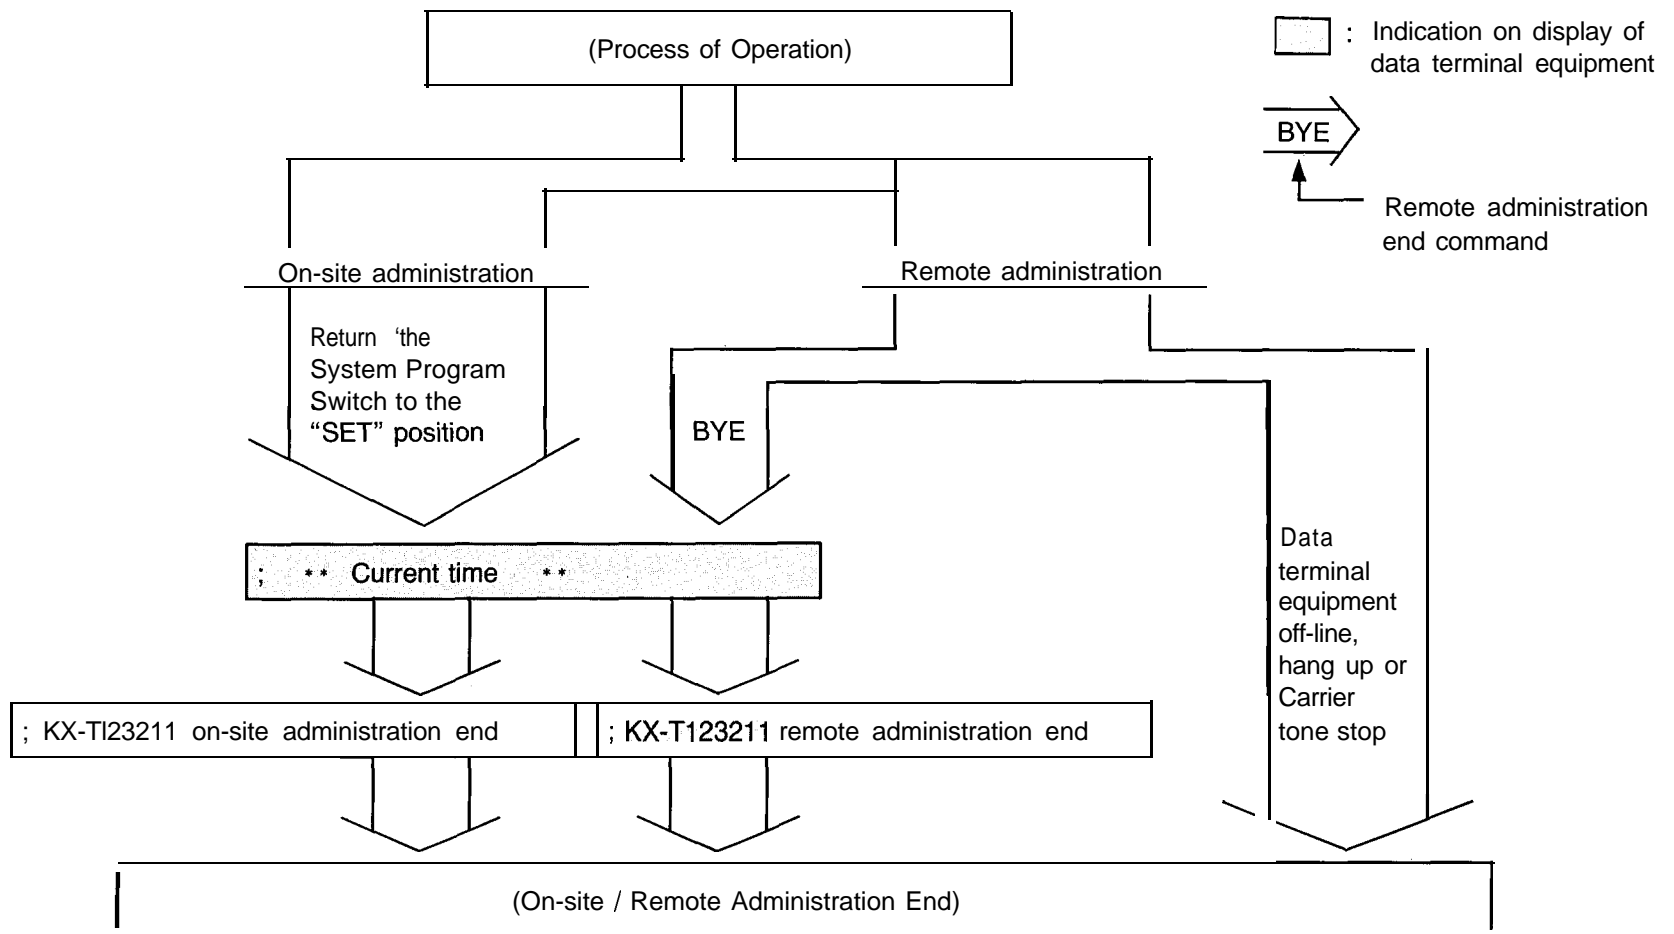 (Process of Operation)
: Indication on display of
data terminal equipment
BYE
Remote administration
end command
On-site administration
Remote administration
Return ‘the
System Program
Switch to the
“SET” position
BYE
; ** Current time **
Data
terminal
equipment
off-line,
hang up or
Carrier
tone stop
; KX-TI23211 on-site administration end
; KX-T123211 remote administration end
(On-site / Remote Administration End)